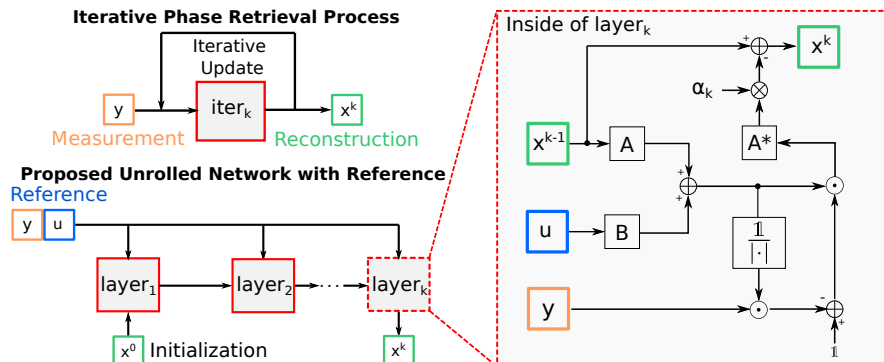 Iterative Phase Retrieval Process
Iterative
Update
y
iterₖ
xᵏ
Measurement
Reconstruction
Proposed Unrolled Network with Reference
Reference
y u
layer₁
layer₂
···
layerₖ
x⁰
Initialization
xᵏ
Inside of layerₖ
+
-
xᵏ
αₖ
xᵏ⁻¹
A
A*
+
+
u
B
𝟙
|·|
y
-
+
𝟙